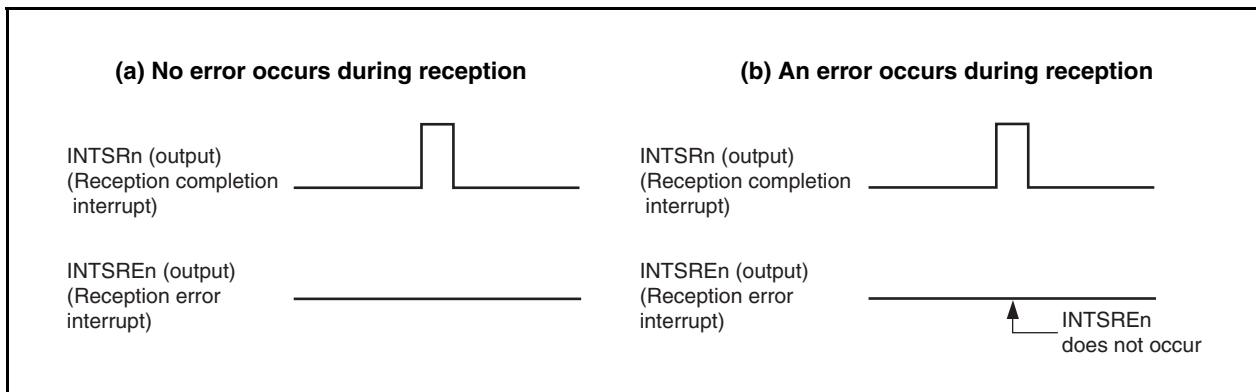 (a) No error occurs during reception
INTSRn (output)
(Reception completion
interrupt)
INTSREn (output)
(Reception error
interrupt)
(b) An error occurs during reception
INTSRn (output)
(Reception completion
interrupt)
INTSREn (output)
(Reception error
interrupt)
INTSREn
does not occur